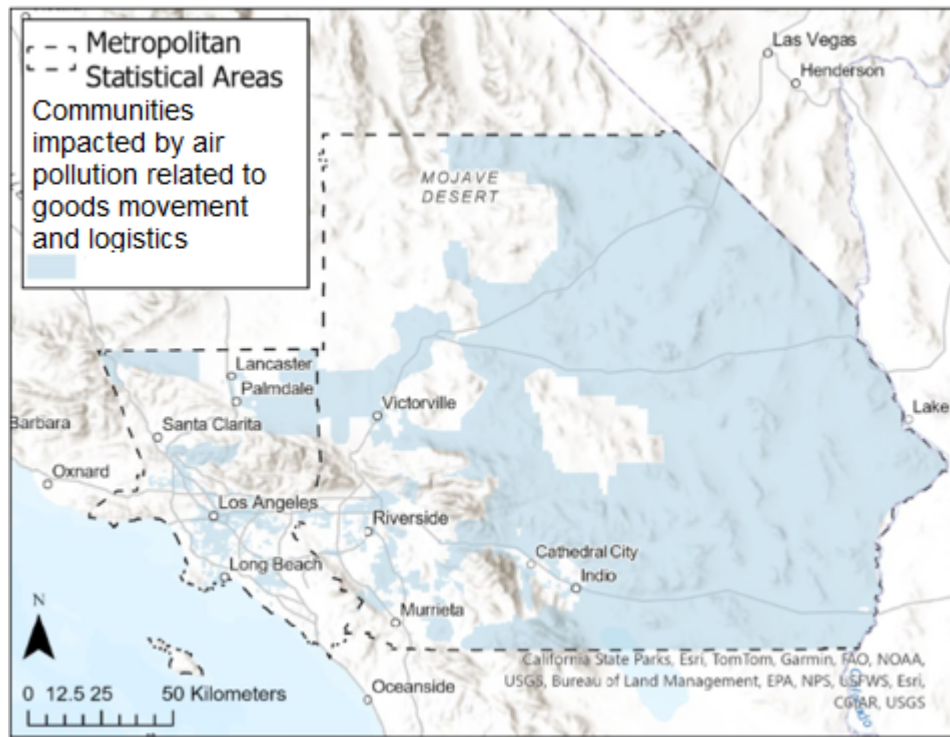 Metropolitan
Statistical Areas
Communities
impacted by air
pollution related to
goods movement
and logistics
Las Vegas
Henderson
MOJAVE
DESERT
Lancaster
Palmdale
Victorville
Lake
Barbara
Santa Clarita
Oxnard
Los Angeles
Riverside
Cathedral City
Long Beach
Indio
Murrieta
N
California State Parks, Esri, TomTom, Garmin, FAO, NOAA,
USGS, Bureau of Land Management, EPA, NPS, USFWS, Esri,
Oceanside
0 12.5 25 50 Kilometers
CGIAR, USGS